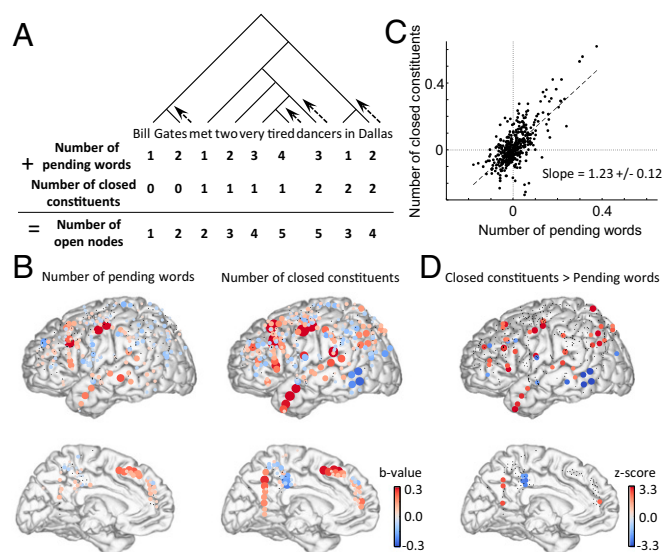 A
C
Bill Gates met two very tired dancers in Dallas
+ Number of pending words 1 2 1 2 3 4 3 1 2
Number of closed constituents 0 0 1 1 1 1 2 2 2
= Number of open nodes 1 2 2 3 4 5 5 3 4
Number of closed constituents
0.4
0
Slope = 1.23 +/- 0.12
0 0.4
Number of pending words
B
Number of pending words
Number of closed constituents
D
Closed constituents > Pending words
b-value
0.3
0.0
-0.3
z-score
3.3
0.0
-3.3